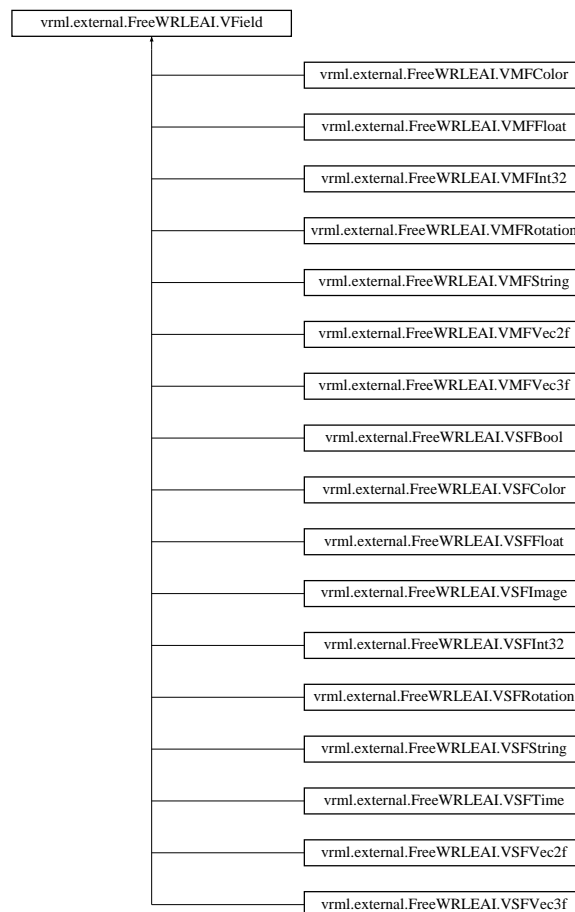 vrml.external.FreeWRLEAI.VField
vrml.external.FreeWRLEAI.VMFColor
vrml.external.FreeWRLEAI.VMFFloat
vrml.external.FreeWRLEAI.VMFInt32
vrml.external.FreeWRLEAI.VMFRotation
vrml.external.FreeWRLEAI.VMFString
vrml.external.FreeWRLEAI.VMFVec2f
vrml.external.FreeWRLEAI.VMFVec3f
vrml.external.FreeWRLEAI.VSFBool
vrml.external.FreeWRLEAI.VSFColor
vrml.external.FreeWRLEAI.VSFFloat
vrml.external.FreeWRLEAI.VSFImage
vrml.external.FreeWRLEAI.VSFInt32
vrml.external.FreeWRLEAI.VSFRotation
vrml.external.FreeWRLEAI.VSFString
vrml.external.FreeWRLEAI.VSFTime
vrml.external.FreeWRLEAI.VSFVec2f
vrml.external.FreeWRLEAI.VSFVec3f